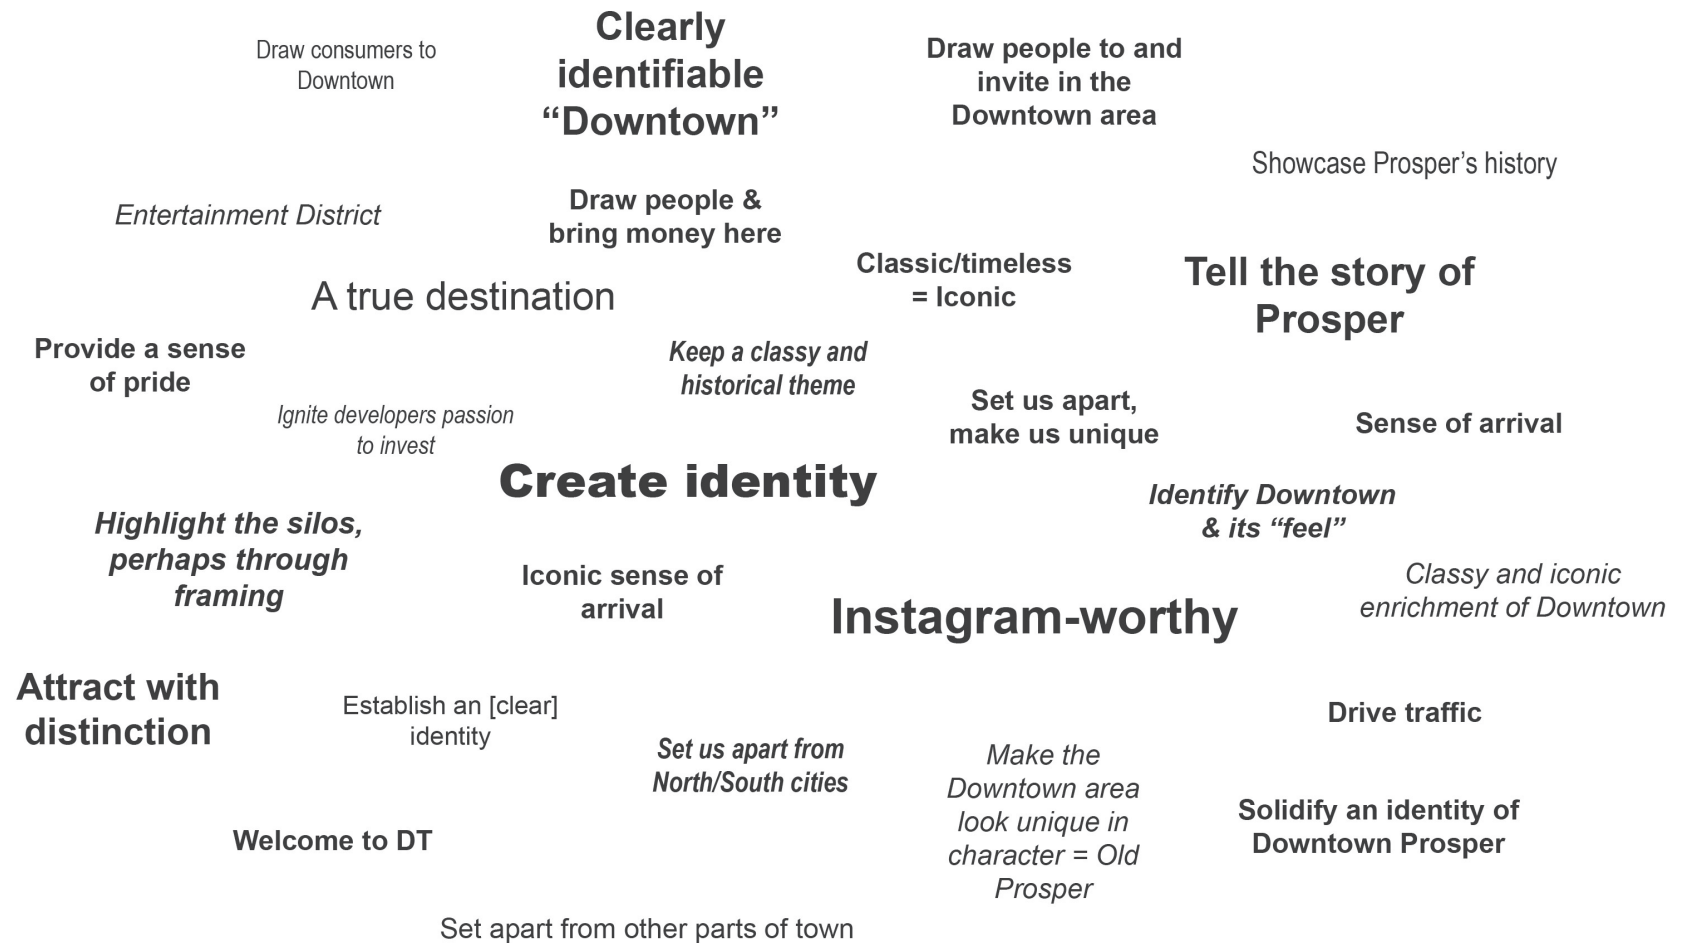 Draw consumers to
Downtown
Clearly
identifiable
“Downtown”
Draw people to and
invite in the
Downtown area
Showcase Prosper’s history
Entertainment District
Draw people &
bring money here
Classic/timeless
= Iconic
Tell the story of
Prosper
A true destination
Provide a sense
of pride
Keep a classy and
historical theme
Ignite developers passion
to invest
Set us apart,
make us unique
Sense of arrival
Create identity
Identify Downtown
& its “feel”
Highlight the silos,
perhaps through
framing
Iconic sense of
arrival
Instagram-worthy
Classy and iconic
enrichment of Downtown
Attract with
distinction
Establish an [clear]
identity
Drive traffic
Set us apart from
North/South cities
Make the
Downtown area
look unique in
character = Old
Prosper
Solidify an identity of
Downtown Prosper
Welcome to DT
Set apart from other parts of town